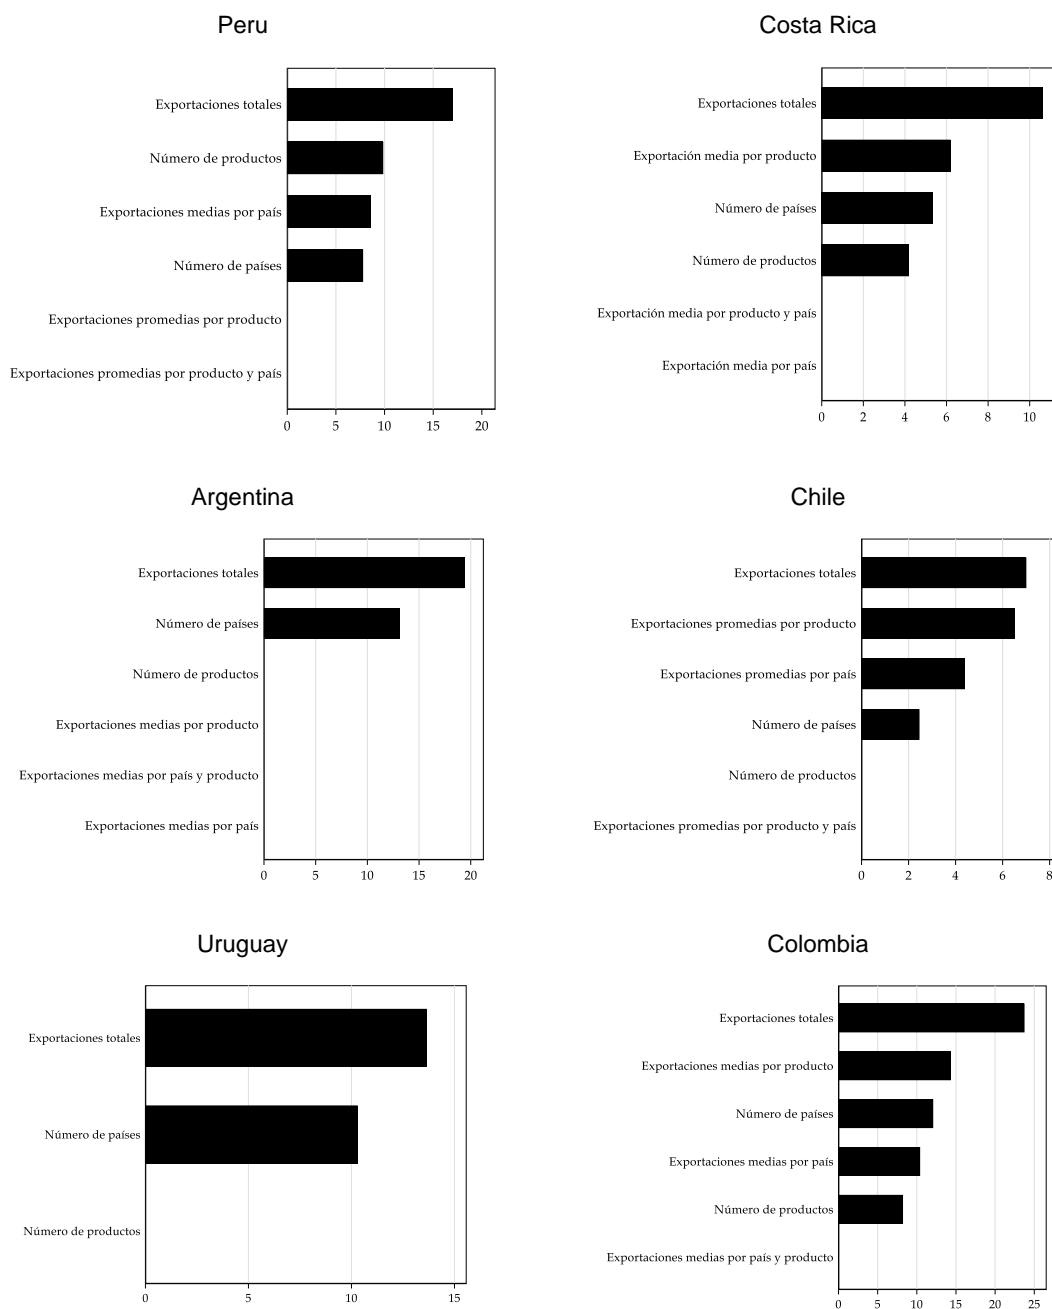 Peru
Exportaciones totales
Número de productos
Exportaciones medias por país
Número de países
Exportaciones promedias por producto
Exportaciones promedias por producto y país
0 5 10 15 20
Costa Rica
Exportaciones totales
Exportación media por producto
Número de países
Número de productos
Exportación media por producto y país
Exportación media por país
0 2 4 6 8 10
Argentina
Exportaciones totales
Número de países
Número de productos
Exportaciones medias por producto
Exportaciones medias por país y producto
Exportaciones medias por país
0 5 10 15 20
Chile
Exportaciones totales
Exportaciones promedias por producto
Exportaciones promedias por país
Número de países
Número de productos
Exportaciones promedias por producto y país
0 2 4 6 8
Uruguay
Exportaciones totales
Número de países
Número de productos
0 5 10 15
Colombia
Exportaciones totales
Exportaciones medias por producto
Número de países
Exportaciones medias por país
Número de productos
Exportaciones medias por país y producto
0 5 10 15 20 25